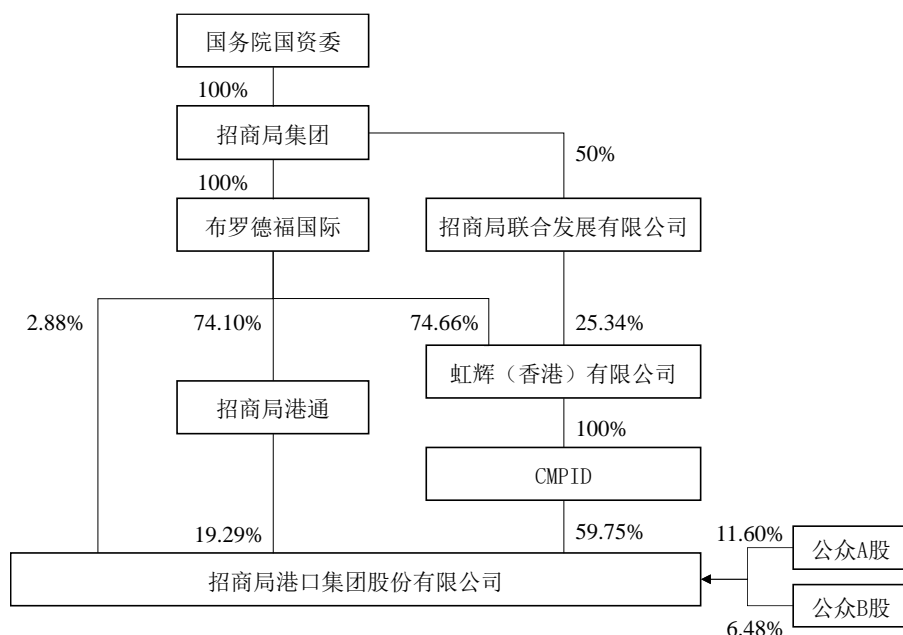 国务院国资委
100%
招商局集团
100%
50%
布罗德福国际
招商局联合发展有限公司
2.88%
74.10%
74.66%
25.34%
虹辉（香港）有限公司
招商局港通
100%
CMPID
19.29%
59.75%
11.60%
公众A股
招商局港口集团股份有限公司
公众B股
6.48%